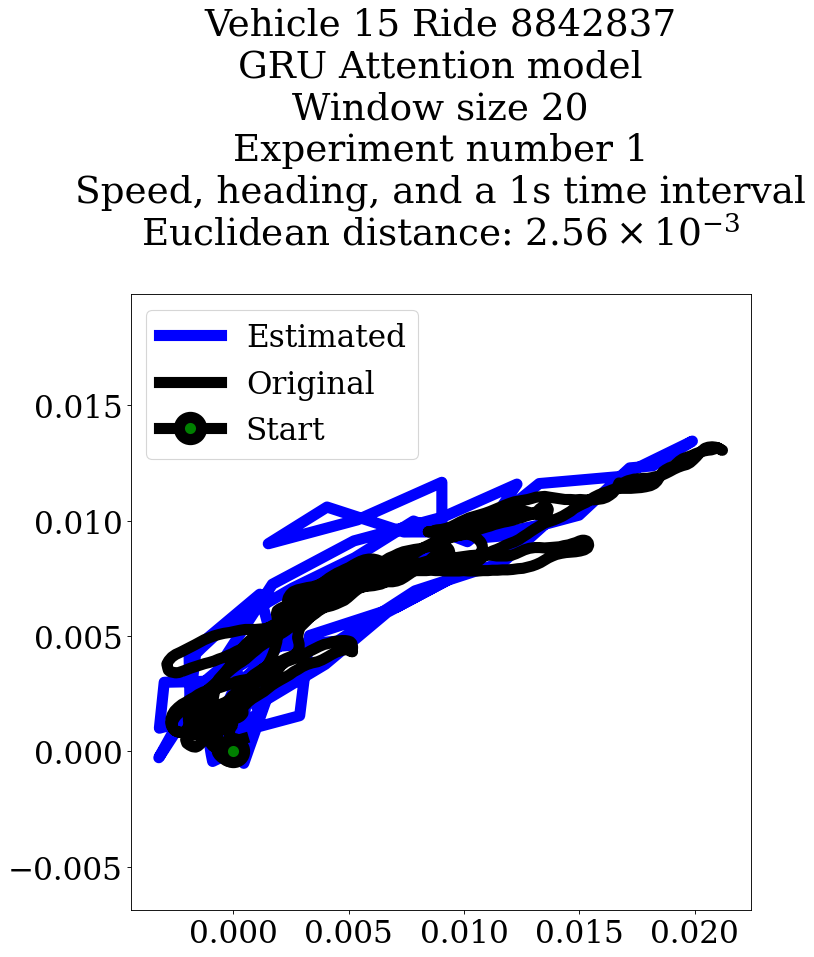 Vehicle 15 Ride 8842837
GRU Attention model
Window size 20
Experiment number 1
Speed, heading, and a 1s time interval
Euclidean distance: 2.56 × 10⁻³
Estimated
Original
Start
0.015
0.010
0.005
0.000
−0.005
0.000 0.005 0.010 0.015 0.020